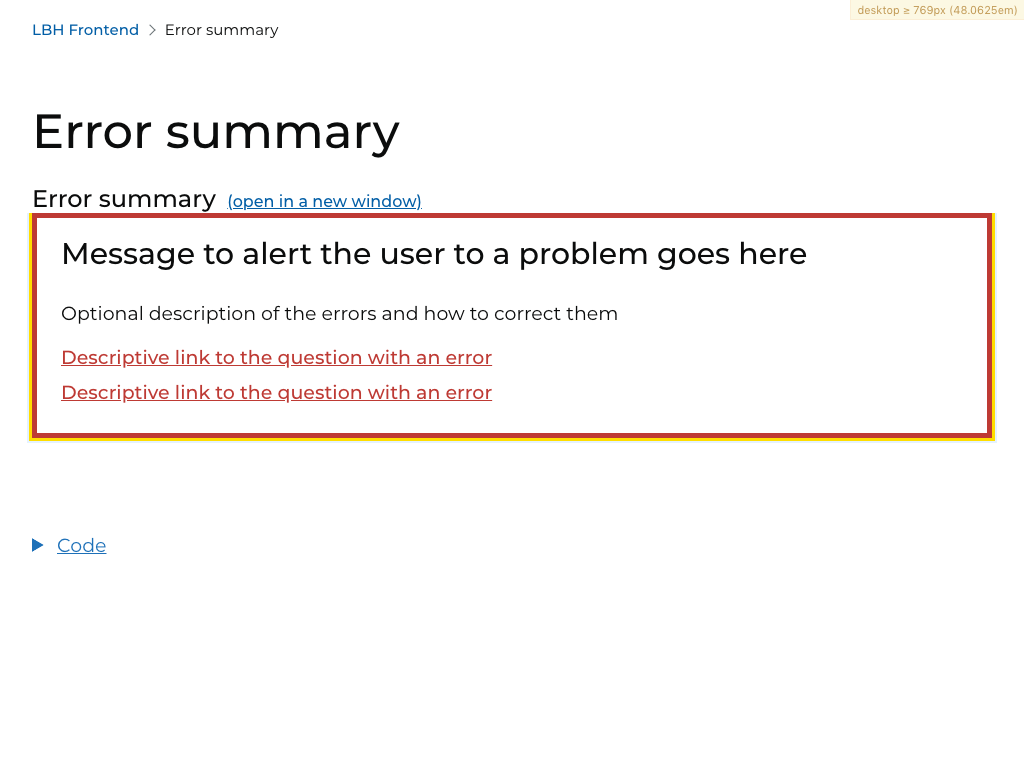 desktop ≥ 769px (48.0625em)
LBH Frontend Error summary
Error summary
Error summary (open in a new window)
Message to alert the user to a problem goes here
Optional description of the errors and how to correct them
Descriptive link to the question with an error
Descriptive link to the question with an error
Code